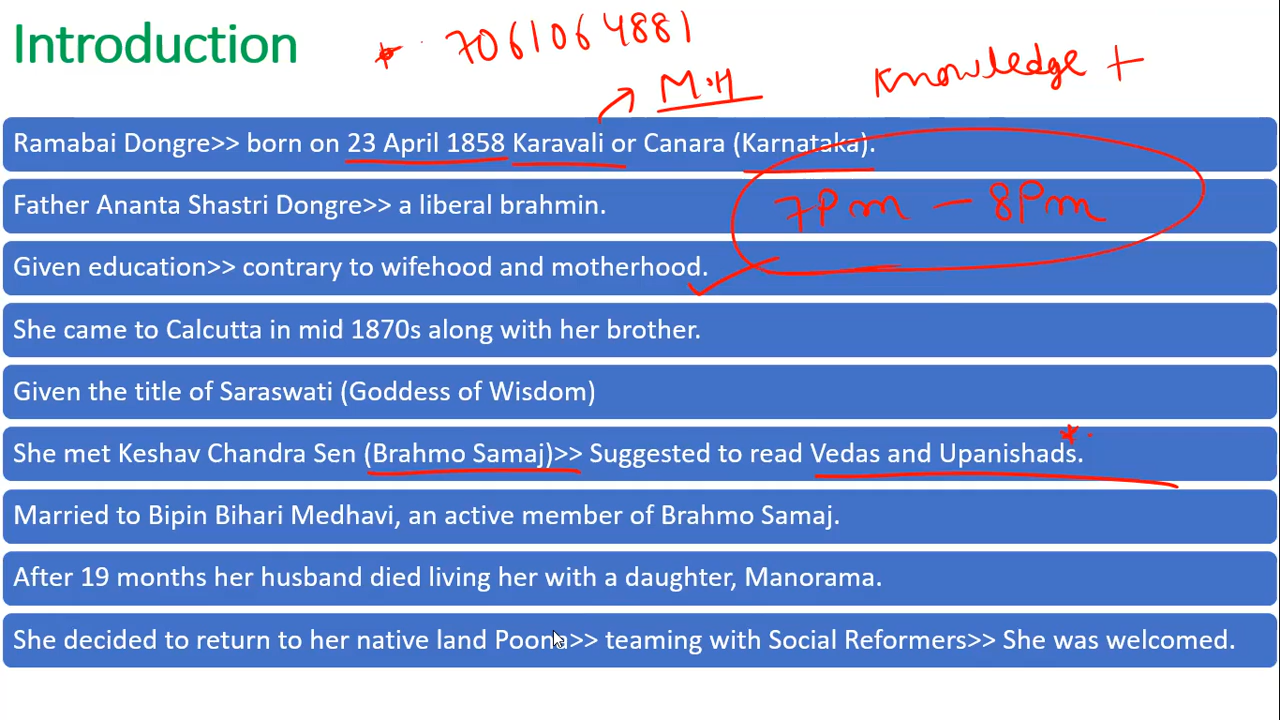 Introduction
* 7061064881
M.H
Knowledge +
Ramabai Dongre>> born on 23 April 1858 Karavali or Canara (Karnataka).
Father Ananta Shastri Dongre>> a liberal brahmin.
7Pm - 8Pm
Given education>> contrary to wifehood and motherhood.
She came to Calcutta in mid 1870s along with her brother.
Given the title of Saraswati (Goddess of Wisdom)
She met Keshav Chandra Sen (Brahmo Samaj)>> Suggested to read Vedas and Upanishads.*
Married to Bipin Bihari Medhavi, an active member of Brahmo Samaj.
After 19 months her husband died living her with a daughter, Manorama.
She decided to return to her native land Poona>> teaming with Social Reformers>> She was welcomed.